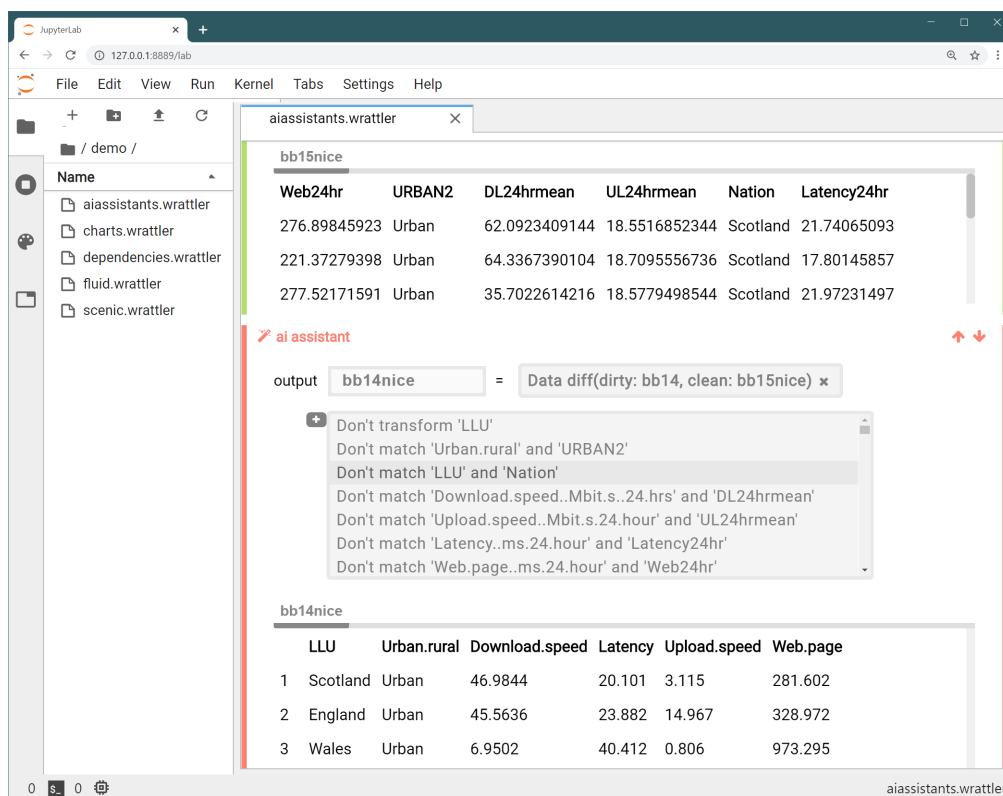 JupyterLab × +
127.0.0.1:8889/lab
File Edit View Run Kernel Tabs Settings Help
aiassistants.wrattler ×
/ demo /
Name
aiassistants.wrattler
charts.wrattler
dependencies.wrattler
fluid.wrattler
scenic.wrattler
bb15nice
Web24hr URBAN2 DL24hrmean UL24hrmean Nation Latency24hr
276.89845923 Urban 62.0923409144 18.5516852344 Scotland 21.74065093
221.37279398 Urban 64.3367390104 18.7095556736 Scotland 17.80145857
277.52171591 Urban 35.7022614216 18.5779498544 Scotland 21.97231497
ai assistant
output bb14nice = Data diff(dirty: bb14, clean: bb15nice) ×
+
Don't transform 'LLU'
Don't match 'Urban.rural' and 'URBAN2'
Don't match 'LLU' and 'Nation'
Don't match 'Download.speed..Mbit.s..24.hrs' and 'DL24hrmean'
Don't match 'Upload.speed..Mbit.s.24.hour' and 'UL24hrmean'
Don't match 'Latency..ms.24.hour' and 'Latency24hr'
Don't match 'Web.page..ms.24.hour' and 'Web24hr'
bb14nice
LLU Urban.rural Download.speed Latency Upload.speed Web.page
1 Scotland Urban 46.9844 20.101 3.115 281.602
2 England Urban 45.5636 23.882 14.967 328.972
3 Wales Urban 6.9502 40.412 0.806 973.295
0 $_ 0 aiassistants.wrattle